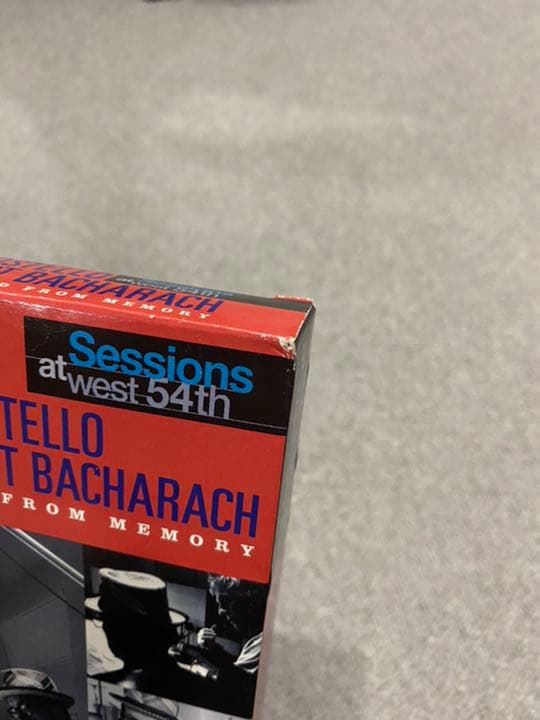 T BACHARACH
D FROM MEMORY
Sessions
at west 54th
TELLO
T BACHARACH
FROM MEMORY